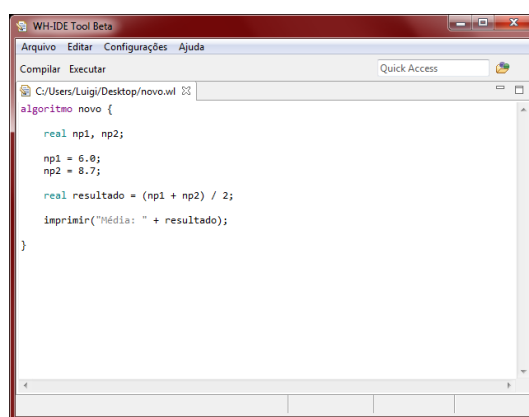 WH-IDE Tool Beta
Arquivo Editar Configurações Ajuda
Compilar Executar Quick Access
C:/Users/Luigi/Desktop/novo.wl
algoritmo novo {
real np1, np2;
np1 = 6.0;
np2 = 8.7;
real resultado = (np1 + np2) / 2;
imprimir("Média: " + resultado);
}